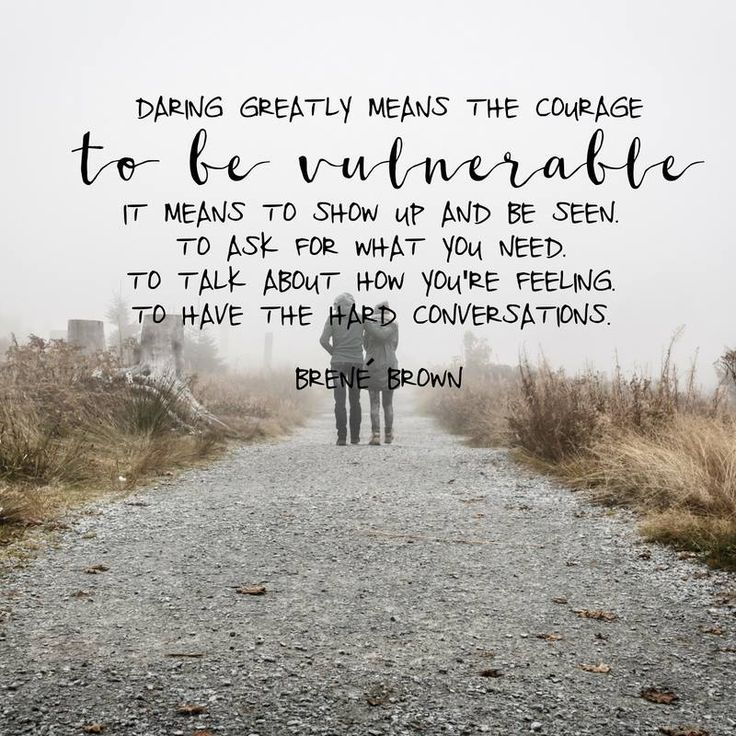 DARING GREATLY MEANS THE COURAGE
to be vulnerable
IT MEANS TO SHOW UP AND BE SEEN.
TO ASK FOR WHAT YOU NEED.
TO TALK ABOUT HOW YOU'RE FEELING.
TO HAVE THE HARD CONVERSATIONS.
BRENÉ BROWN